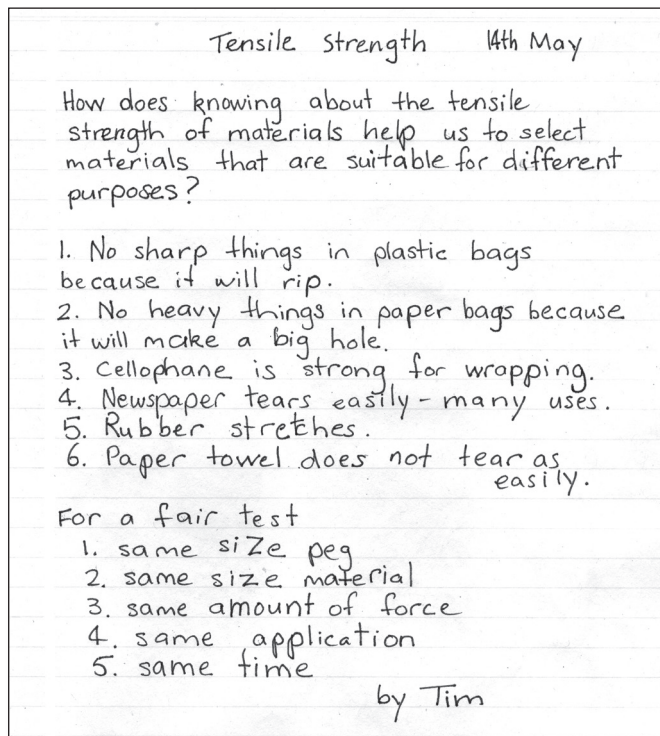 Tensile Strength 14th May
How does knowing about the tensile
strength of materials help us to select
materials that are suitable for different
purposes?
1. No sharp things in plastic bags
because it will rip.
2. No heavy things in paper bags because
it will make a big hole.
3. Cellophane is strong for wrapping.
4. Newspaper tears easily - many uses.
5. Rubber stretches.
6. Paper towel does not tear as
easily.
For a fair test
1. same size peg
2. same size material
3. same amount of force
4. same application
5. same time
by Tim